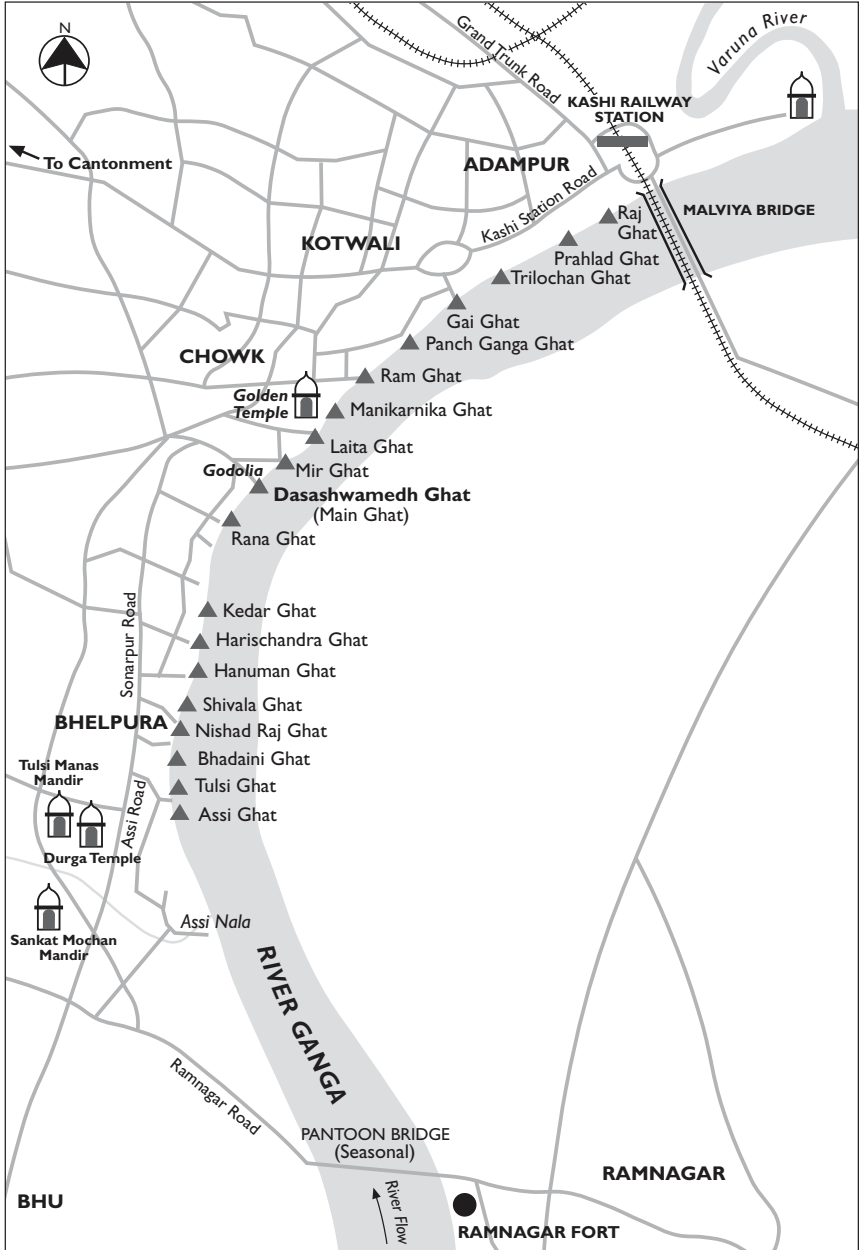 N
Grand Trunk Road
Varuna River
KASHI RAILWAY
STATION
To Cantonment
ADAMPUR
Kashi Station Road
MALVIYA BRIDGE
Raj
Ghat
KOTWALI
Prahlad Ghat
Trilochan Ghat
Gai Ghat
Panch Ganga Ghat
CHOWK
Ram Ghat
Golden
Temple
Manikarnika Ghat
Laita Ghat
Godolia
Mir Ghat
Dasashwamedh Ghat
(Main Ghat)
Rana Ghat
Kedar Ghat
Sonarpur Road
Harischandra Ghat
Hanuman Ghat
Shivala Ghat
BHELPURA
Nishad Raj Ghat
Bhadaini Ghat
Tulsi Manas
Mandir
Tulsi Ghat
Assi Road
Assi Ghat
Durga Temple
Assi Nala
Sankat Mochan
Mandir
RIVER GANGA
Ramnagar Road
PANTOON BRIDGE
(Seasonal)
RAMNAGAR
BHU
River Flow
RAMNAGAR FORT